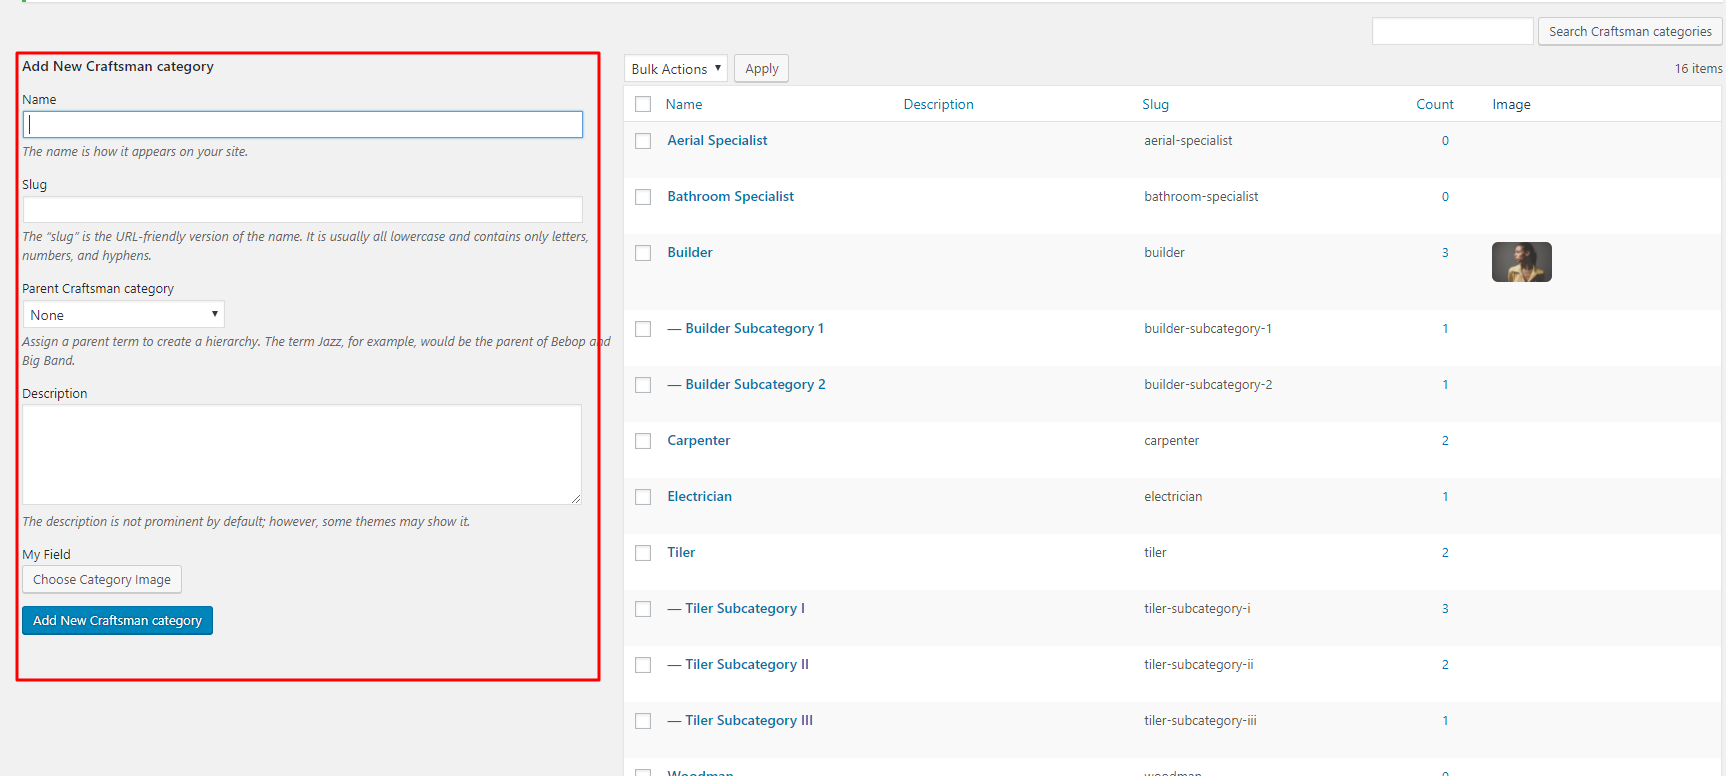 Search Craftsman categories
Add New Craftsman category
Name
The name is how it appears on your site.
Slug
The “slug” is the URL-friendly version of the name. It is usually all lowercase and contains only letters,
numbers, and hyphens.
Parent Craftsman category
None
Assign a parent term to create a hierarchy. The term Jazz, for example, would be the parent of Bebop and
Big Band.
Description
The description is not prominent by default; however, some themes may show it.
My Field
Choose Category Image
Add New Craftsman category
Bulk Actions Apply 16 items
Name Description Slug Count Image
Aerial Specialist aerial-specialist 0
Bathroom Specialist bathroom-specialist 0
Builder builder 3
— Builder Subcategory 1 builder-subcategory-1 1
— Builder Subcategory 2 builder-subcategory-2 1
Carpenter carpenter 2
Electrician electrician 1
Tiler tiler 2
— Tiler Subcategory I tiler-subcategory-i 3
— Tiler Subcategory II tiler-subcategory-ii 2
— Tiler Subcategory III tiler-subcategory-iii 1
Woodman woodman 0